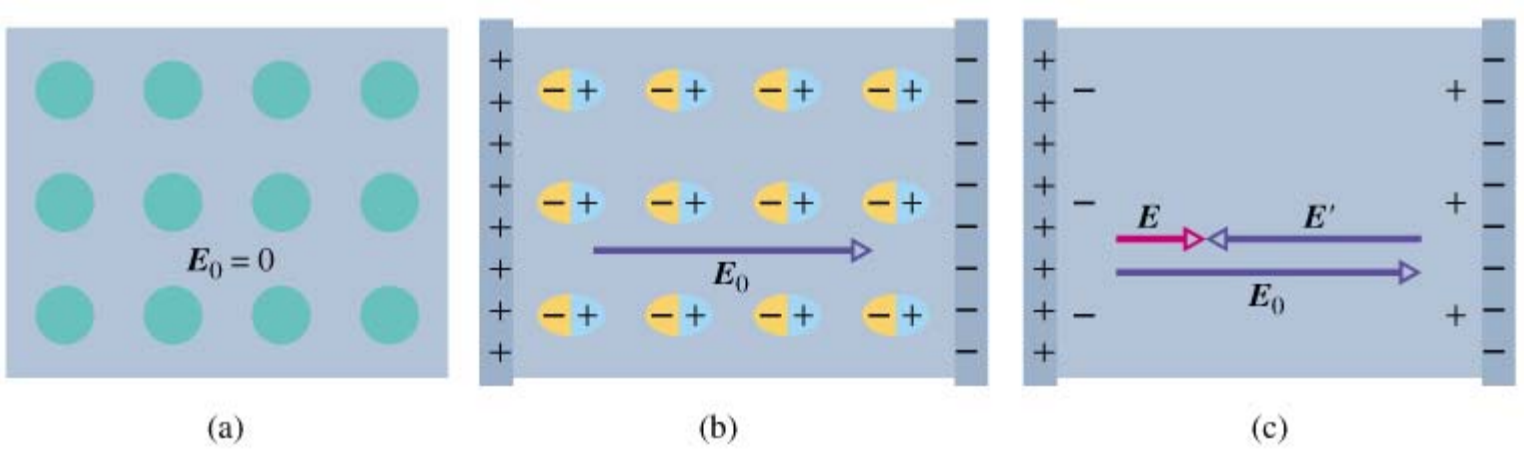 E₀ = 0
(a)
E₀
(b)
E E′
E₀
(c)